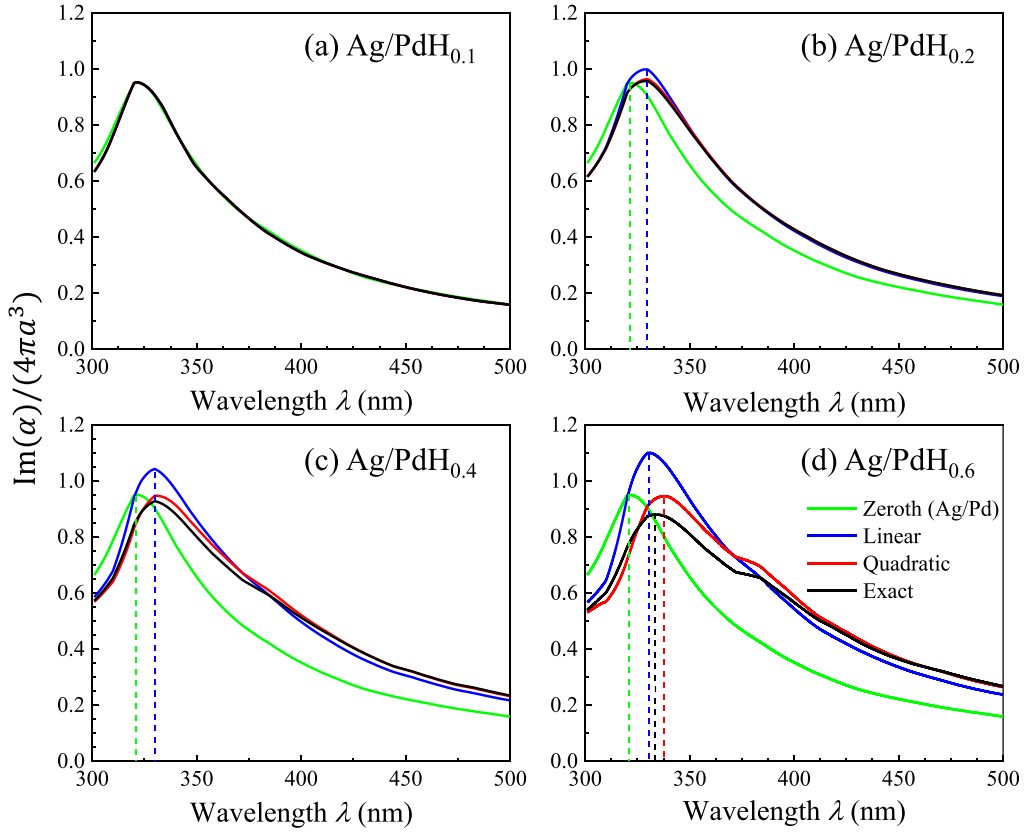 Im(α)/(4πa³)
(a) Ag/PdH₀.₁
1.2
1.0
0.8
0.6
0.4
0.2
0.0
300 350 400 450 500
Wavelength λ (nm)
(b) Ag/PdH₀.₂
1.2
1.0
0.8
0.6
0.4
0.2
0.0
300 350 400 450 500
Wavelength λ (nm)
(c) Ag/PdH₀.₄
1.2
1.0
0.8
0.6
0.4
0.2
0.0
300 350 400 450 500
Wavelength λ (nm)
(d) Ag/PdH₀.₆
Zeroth (Ag/Pd)
Linear
Quadratic
Exact
1.2
1.0
0.8
0.6
0.4
0.2
0.0
300 350 400 450 500
Wavelength λ (nm)